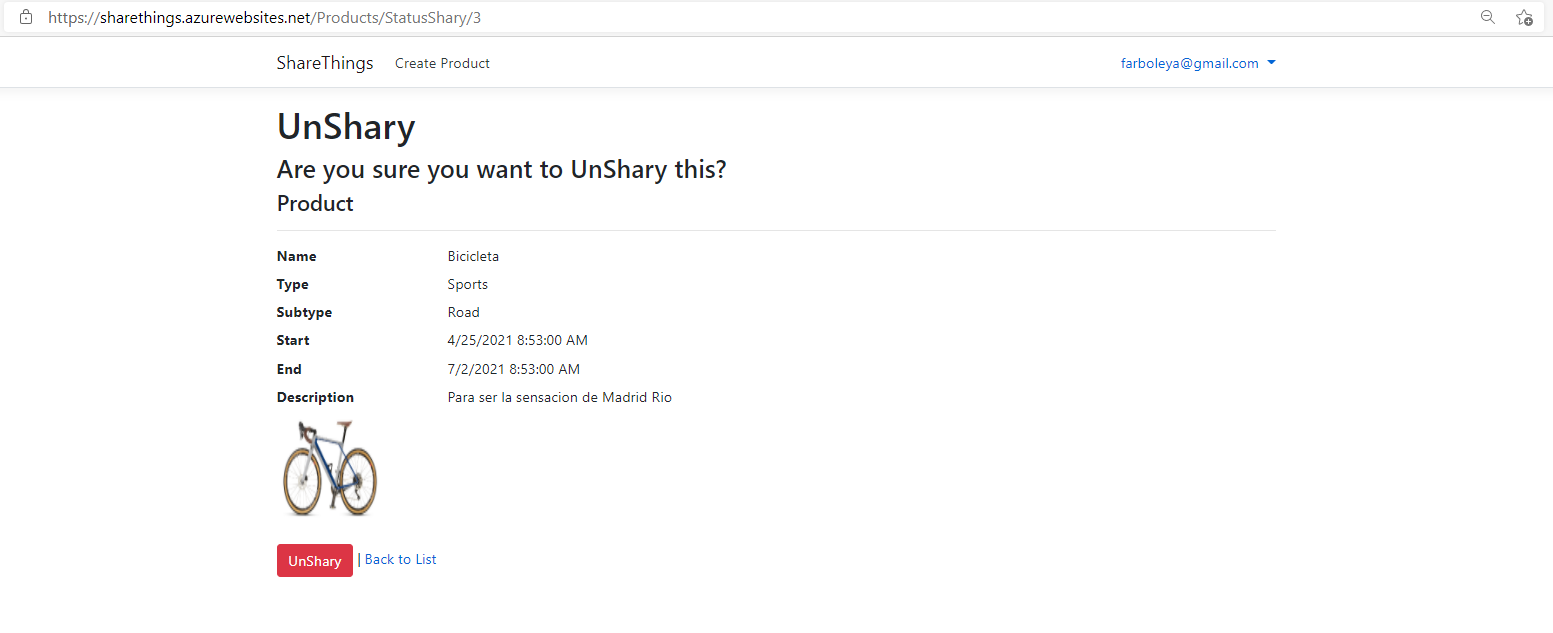 https://sharethings.azurewebsites.net/Products/StatusShary/3
ShareThings Create Product farboleya@gmail.com
UnShary
Are you sure you want to UnShary this?
Product
Name Bicicleta
Type Sports
Subtype Road
Start 4/25/2021 8:53:00 AM
End 7/2/2021 8:53:00 AM
Description Para ser la sensacion de Madrid Rio
UnShary | Back to List